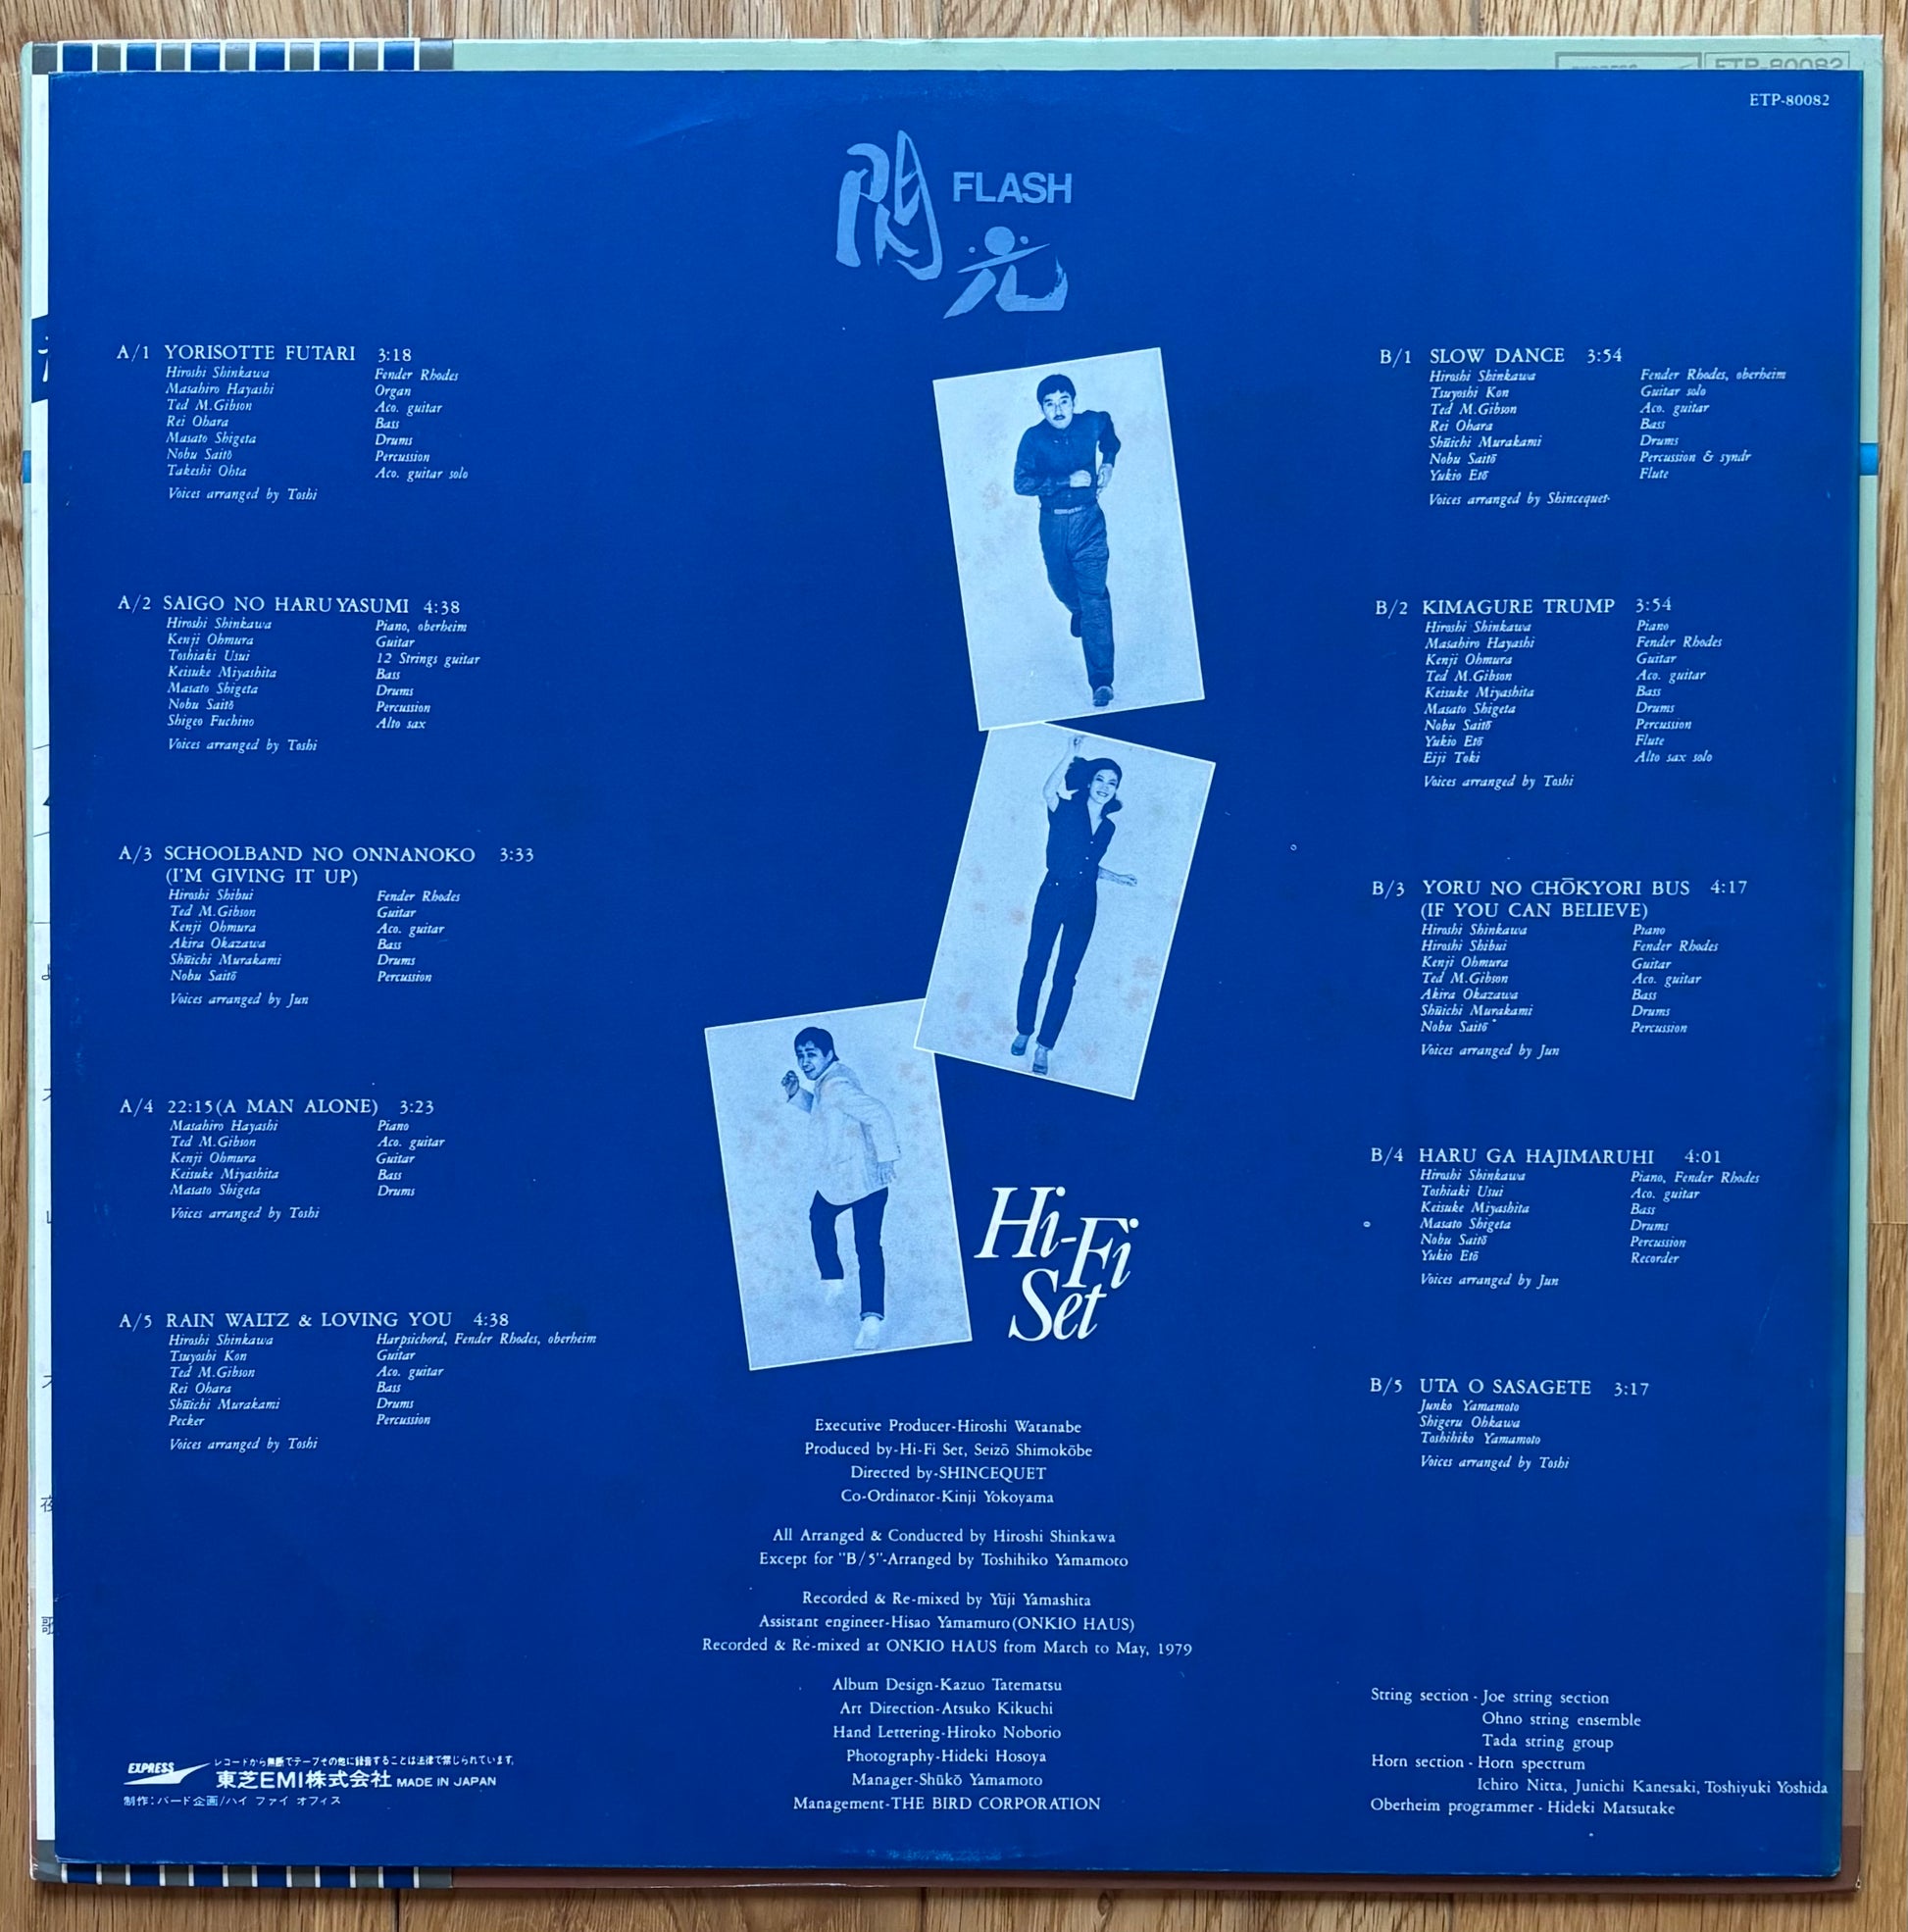 ETP-80082
ETP-80082
閃
FLASH
光
A/1 YORISOTTE FUTARI 3:18
Hiroshi Shinkawa Fender Rhodes
Masahiro Hayashi Organ
Ted M.Gibson Aco. guitar
Rei Ohara Bass
Masato Shigeta Drums
Nobu Saitō Percussion
Takeshi Ohta Aco. guitar solo
Voices arranged by Toshi
A/2 SAIGO NO HARU YASUMI 4:38
Hiroshi Shinkawa Piano, oberheim
Kenji Ohmura Guitar
Toshiaki Usui 12 Strings guitar
Keisuke Miyashita Bass
Masato Shigeta Drums
Nobu Saitō Percussion
Shigeo Fuchino Alto sax
Voices arranged by Toshi
A/3 SCHOOLBAND NO ONNANOKO 3:33
(I'M GIVING IT UP)
Hiroshi Shibui Fender Rhodes
Ted M.Gibson Guitar
Kenji Ohmura Aco. guitar
Akira Okazawa Bass
Shūichi Murakami Drums
Nobu Saitō Percussion
Voices arranged by Jun
A/4 22:15(A MAN ALONE) 3:23
Masahiro Hayashi Piano
Ted M.Gibson Aco. guitar
Kenji Ohmura Guitar
Keisuke Miyashita Bass
Masato Shigeta Drums
Voices arranged by Toshi
A/5 RAIN WALTZ & LOVING YOU 4:38
Hiroshi Shinkawa Harpsichord, Fender Rhodes, oberheim
Tsuyoshi Kon Guitar
Ted M.Gibson Aco. guitar
Rei Ohara Bass
Shūichi Murakami Drums
Pecker Percussion
Voices arranged by Toshi
B/1 SLOW DANCE 3:54
Hiroshi Shinkawa Fender Rhodes, oberheim
Tsuyoshi Kon Guitar solo
Ted M.Gibson Aco. guitar
Rei Ohara Bass
Shūichi Murakami Drums
Nobu Saitō Percussion & syndr
Yukio Etō Flute
Voices arranged by Shincequet
B/2 KIMAGURE TRUMP 3:54
Hiroshi Shinkawa Piano
Masahiro Hayashi Fender Rhodes
Kenji Ohmura Guitar
Ted M.Gibson Aco. guitar
Keisuke Miyashita Bass
Masato Shigeta Drums
Nobu Saitō Percussion
Yukio Etō Flute
Eiji Toki Alto sax solo
Voices arranged by Toshi
B/3 YORU NO CHŌKYORI BUS 4:17
(IF YOU CAN BELIEVE)
Hiroshi Shinkawa Piano
Hiroshi Shibui Fender Rhodes
Kenji Ohmura Guitar
Ted M.Gibson Aco. guitar
Akira Okazawa Bass
Shūichi Murakami Drums
Nobu Saitō Percussion
Voices arranged by Jun
B/4 HARU GA HAJIMARUHI 4:01
Hiroshi Shinkawa Piano, Fender Rhodes
Toshiaki Usui Aco. guitar
Keisuke Miyashita Bass
Masato Shigeta Drums
Nobu Saitō Percussion
Yukio Etō Recorder
Voices arranged by Jun
B/5 UTA O SASAGETE 3:17
Junko Yamamoto
Shigeru Ohkawa
Toshihiko Yamamoto
Voices arranged by Toshi
Hi-Fi
Set
Executive Producer-Hiroshi Watanabe
Produced by-Hi-Fi Set, Seizō Shimokōbe
Directed by-SHINCEQUET
Co-Ordinator-Kinji Yokoyama
All Arranged & Conducted by Hiroshi Shinkawa
Except for "B/5"-Arranged by Toshihiko Yamamoto
Recorded & Re-mixed by Yūji Yamashita
Assistant engineer-Hisao Yamamuro(ONKIO HAUS)
Recorded & Re-mixed at ONKIO HAUS from March to May, 1979
Album Design-Kazuo Tatematsu
Art Direction-Atsuko Kikuchi
Hand Lettering-Hiroko Noborio
Photography-Hideki Hosoya
Manager-Shūkō Yamamoto
Management-THE BIRD CORPORATION
String section - Joe string section
Ohno string ensemble
Tada string group
Horn section - Horn spectrum
Ichiro Nitta, Junichi Kanesaki, Toshiyuki Yoshida
Oberheim programmer - Hideki Matsutake
EXPRESS レコードから無断でテープその他に録音することは法律で禁じられています。
東芝EMI株式会社 MADE IN JAPAN
制作:バード企画/ハイ ファイ オフィス